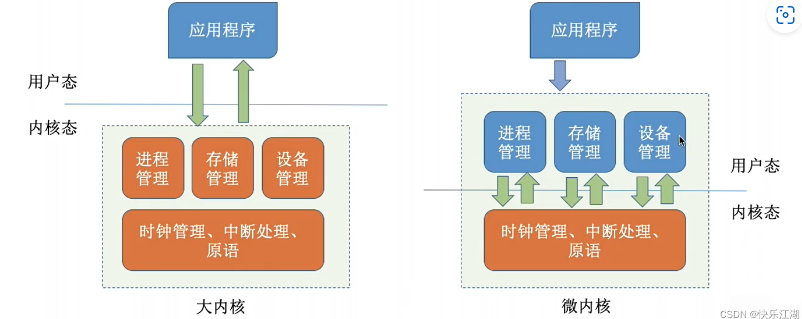 应用程序
用户态
内核态
进程
管理
存储
管理
设备
管理
时钟管理、中断处理、
原语
大内核
应用程序
进程
管理
存储
管理
设备
管理
用户态
内核态
时钟管理、中断处理、
原语
微内核
CSDN @快乐江湖